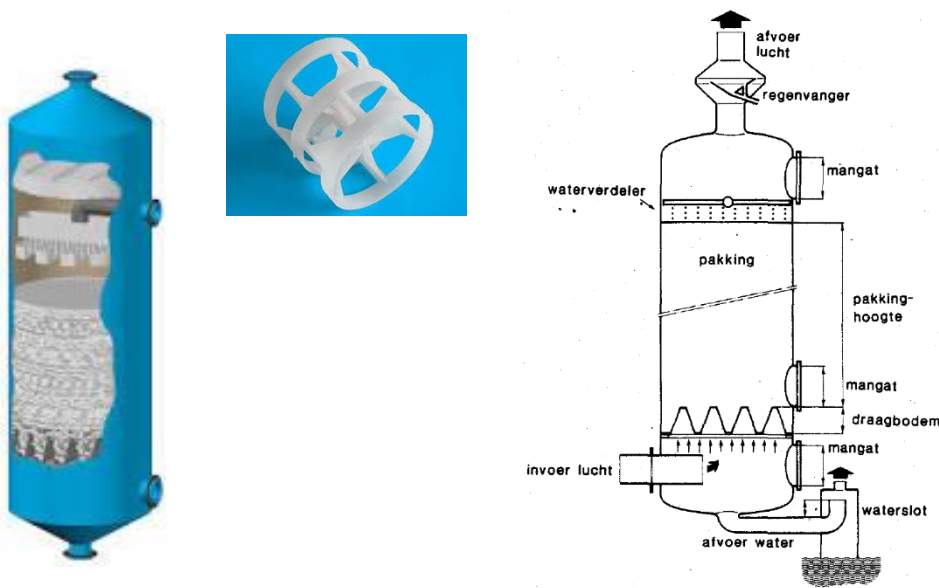 afvoer
lucht
regenvanger
mangat
waterverdeler
pakking
pakking-
hoogte
mangat
draagbodem
mangat
invoer lucht
waterslot
afvoer water